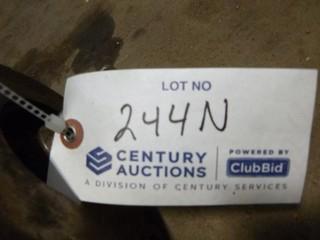 LOT NO
244N
CENTURY AUCTIONS
POWERED BY
ClubBid
A DIVISION OF CENTURY SERVICES